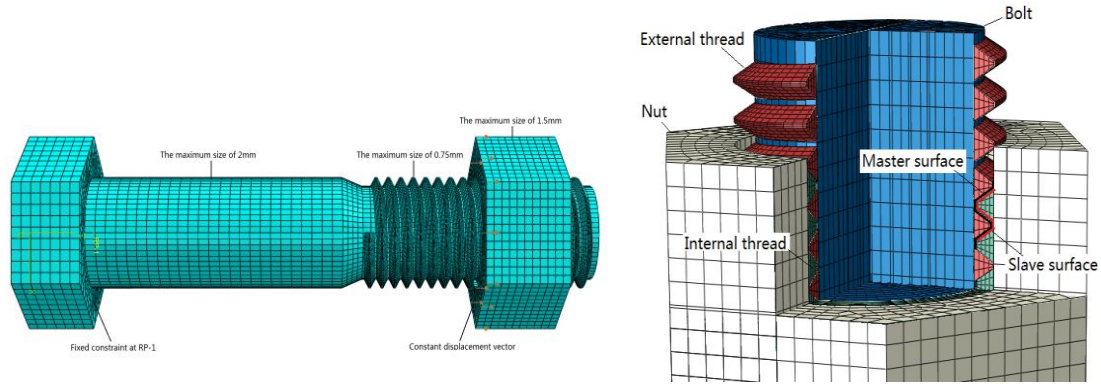 The maximum size of 1.5mm
The maximum size of 2mm
The maximum size of 0.75mm
Fixed constraint at RP-1
Constant displacement vector
Bolt
External thread
Nut
Master surface
Internal thread
Slave surface